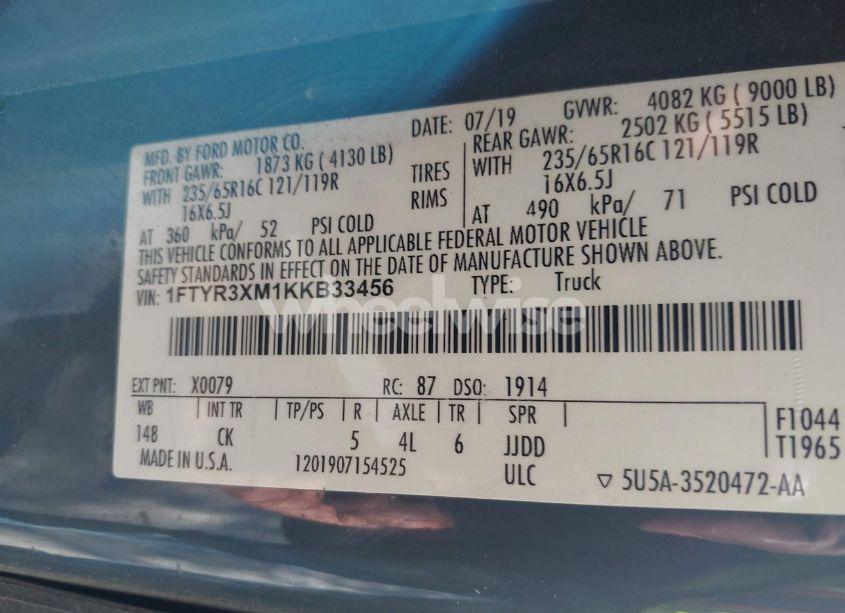 MFD. BY FORD MOTOR CO.
DATE: 07/19 GVWR: 4082 KG ( 9000 LB)
FRONT GAWR: 1873 KG ( 4130 LB)
REAR GAWR: 2502 KG ( 5515 LB)
WITH 235/65R16C 121/119R TIRES WITH 235/65R16C 121/119R
16X6.5J RIMS 16X6.5J
AT 360 kPa/ 52 PSI COLD AT 490 kPa/ 71 PSI COLD
THIS VEHICLE CONFORMS TO ALL APPLICABLE FEDERAL MOTOR VEHICLE
SAFETY STANDARDS IN EFFECT ON THE DATE OF MANUFACTURE SHOWN ABOVE.
VIN: 1FTYR3XM1KKB33456 TYPE: Truck
wheelwise
EXT PNT: X0079 RC: 87 DSO: 1914
WB INT TR TP/PS R AXLE TR SPR F1044
148 CK 5 4L 6 JJDD T1965
MADE IN U.S.A. 1201907154525 ULC ▽ 5U5A-3520472-AA